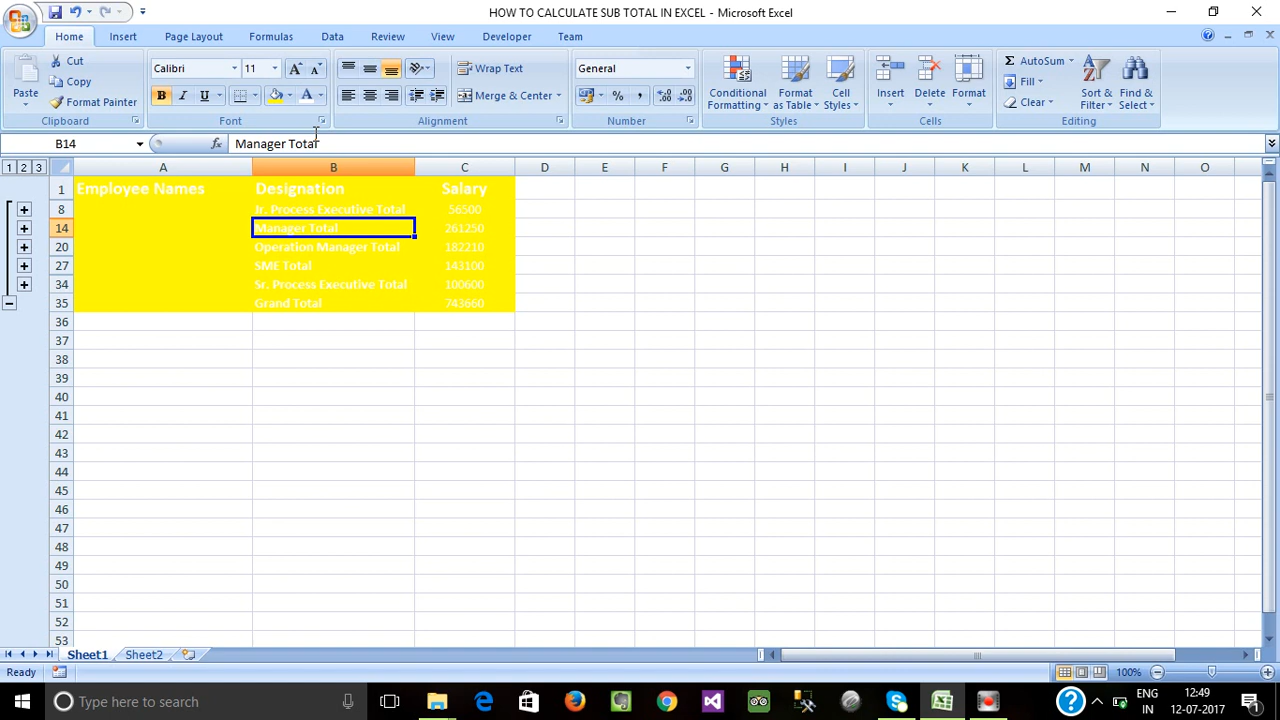 HOW TO CALCULATE SUB TOTAL IN EXCEL - Microsoft Excel
Home Insert Page Layout Formulas Data Review View Developer Team
Paste
Cut
Copy
Format Painter
Clipboard
Calibri 11
B I U A
Font
Wrap Text
Merge & Center
Alignment
General
% ,
Number
Conditional Formatting
Format as Table
Cell Styles
Styles
Insert Delete Format
Cells
Σ AutoSum
Fill
Clear
Sort & Filter
Find & Select
Editing
B14 fx Manager Total
1 2 3 A B C D E F G H I J K L M N O
1 Employee Names Designation Salary
8 Jr. Process Executive Total 56500
14 Manager Total 261250
20 Operation Manager Total 182210
27 SME Total 143100
34 Sr. Process Executive Total 100600
35 Grand Total 743660
36
37
38
39
40
41
42
43
44
45
46
47
48
49
50
51
52
53
Sheet1 Sheet2
Ready 100%
Type here to search
ENG
IN
12:49
12-07-2017
1